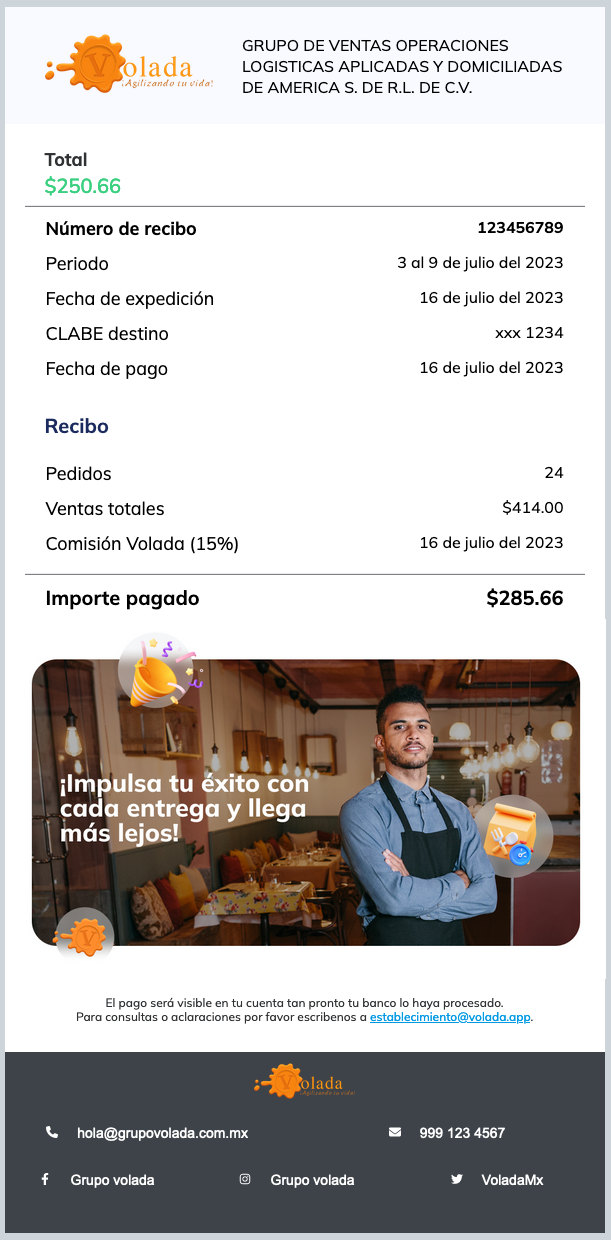 Volada
¡Agilizando tu vida!
GRUPO DE VENTAS OPERACIONES
LOGISTICAS APLICADAS Y DOMICILIADAS
DE AMERICA S. DE R.L. DE C.V.
Total
$250.66
Número de recibo 123456789
Periodo 3 al 9 de julio del 2023
Fecha de expedición 16 de julio del 2023
CLABE destino xxx 1234
Fecha de pago 16 de julio del 2023
Recibo
Pedidos 24
Ventas totales $414.00
Comisión Volada (15%) 16 de julio del 2023
Importe pagado $285.66
¡Impulsa tu éxito con
cada entrega y llega
más lejos!
V
El pago será visible en tu cuenta tan pronto tu banco lo haya procesado.
Para consultas o aclaraciones por favor escribenos a establecimiento@volada.app.
Volada
¡Agilizando tu vida!
hola@grupovolada.com.mx 999 123 4567
Grupo volada Grupo volada VoladaMx